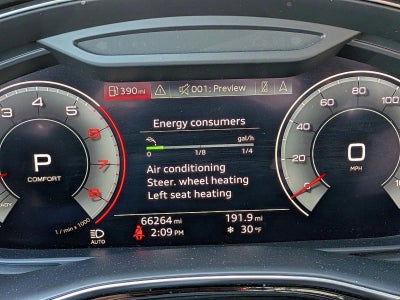 390 mi 001: Preview
Energy consumers
gal/h
0 1/8 1/4
Air conditioning
Steer. wheel heating
Left seat heating
3 4 5 6 7 8
P
COMFORT
1 / min x 1000
AUTO
0 20 40 60 80 100
0
MPH
66264 mi 191.9 mi
2:09 PM 30 °F